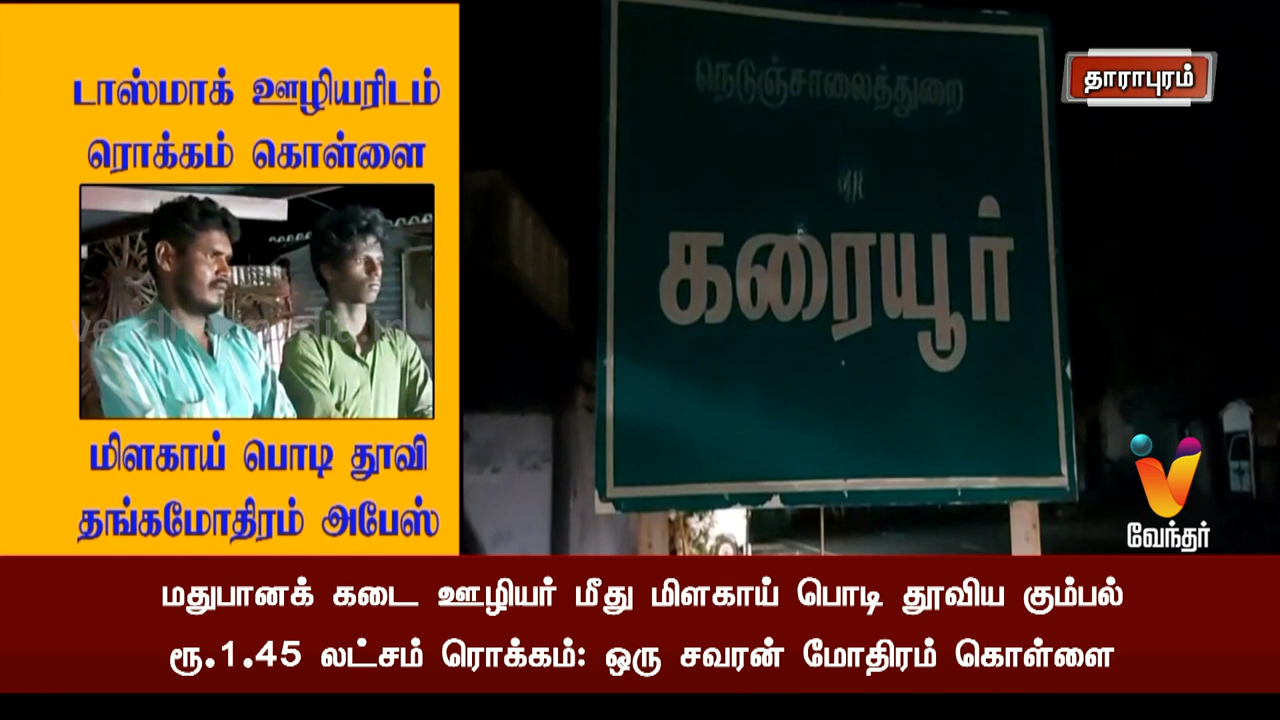 டாஸ்மாக் ஊழியரிடம்
ரொக்கம் கொள்ளை
மிளகாய் பொடி தூவி
தங்கமோதிரம் அபேஸ்
நெடுஞ்சாலைத்துறை
கரையூர்
தாராபுரம்
வேந்தர்
மதுபானக் கடை ஊழியர் மீது மிளகாய் பொடி தூவிய கும்பல்
ரூ.1.45 லட்சம் ரொக்கம்: ஒரு சவரன் மோதிரம் கொள்ளை